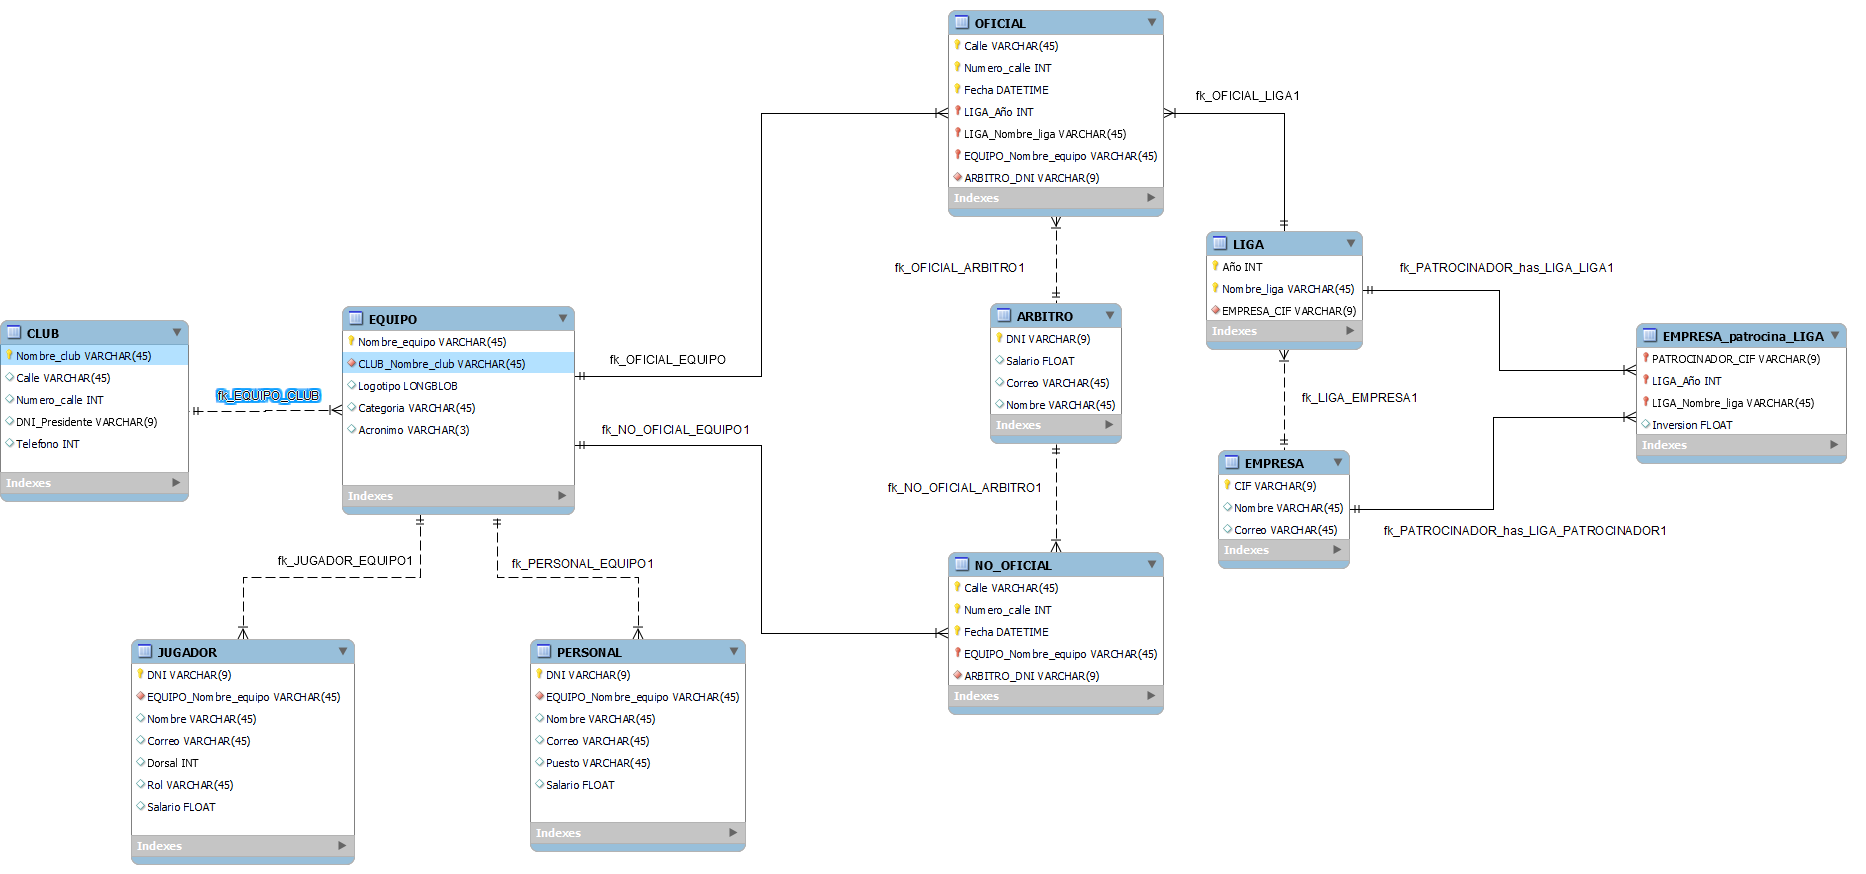 CLUB
Nombre_club VARCHAR(45)
Calle VARCHAR(45)
Numero_calle INT
DNI_Presidente VARCHAR(9)
Telefono INT
Indexes
fk_EQUIPO_CLUB
EQUIPO
Nombre_equipo VARCHAR(45)
CLUB_Nombre_club VARCHAR(45)
Logotipo LONGBLOB
Categoria VARCHAR(45)
Acronimo VARCHAR(3)
Indexes
fk_OFICIAL_EQUIPO
fk_NO_OFICIAL_EQUIPO1
fk_JUGADOR_EQUIPO1
fk_PERSONAL_EQUIPO1
JUGADOR
DNI VARCHAR(9)
EQUIPO_Nombre_equipo VARCHAR(45)
Nombre VARCHAR(45)
Correo VARCHAR(45)
Dorsal INT
Rol VARCHAR(45)
Salario FLOAT
Indexes
PERSONAL
DNI VARCHAR(9)
EQUIPO_Nombre_equipo VARCHAR(45)
Nombre VARCHAR(45)
Correo VARCHAR(45)
Puesto VARCHAR(45)
Salario FLOAT
Indexes
OFICIAL
Calle VARCHAR(45)
Numero_calle INT
Fecha DATETIME
LIGA_Año INT
LIGA_Nombre_liga VARCHAR(45)
EQUIPO_Nombre_equipo VARCHAR(45)
ARBITRO_DNI VARCHAR(9)
Indexes
fk_OFICIAL_LIGA1
fk_OFICIAL_ARBITRO1
ARBITRO
DNI VARCHAR(9)
Salario FLOAT
Correo VARCHAR(45)
Nombre VARCHAR(45)
Indexes
fk_NO_OFICIAL_ARBITRO1
NO_OFICIAL
Calle VARCHAR(45)
Numero_calle INT
Fecha DATETIME
EQUIPO_Nombre_equipo VARCHAR(45)
ARBITRO_DNI VARCHAR(9)
Indexes
LIGA
Año INT
Nombre_liga VARCHAR(45)
EMPRESA_CIF VARCHAR(9)
Indexes
fk_PATROCINADOR_has_LIGA_LIGA1
fk_LIGA_EMPRESA1
EMPRESA
CIF VARCHAR(9)
Nombre VARCHAR(45)
Correo VARCHAR(45)
Indexes
fk_PATROCINADOR_has_LIGA_PATROCINADOR1
EMPRESA_patrocina_LIGA
PATROCINADOR_CIF VARCHAR(9)
LIGA_Año INT
LIGA_Nombre_liga VARCHAR(45)
Inversion FLOAT
Indexes